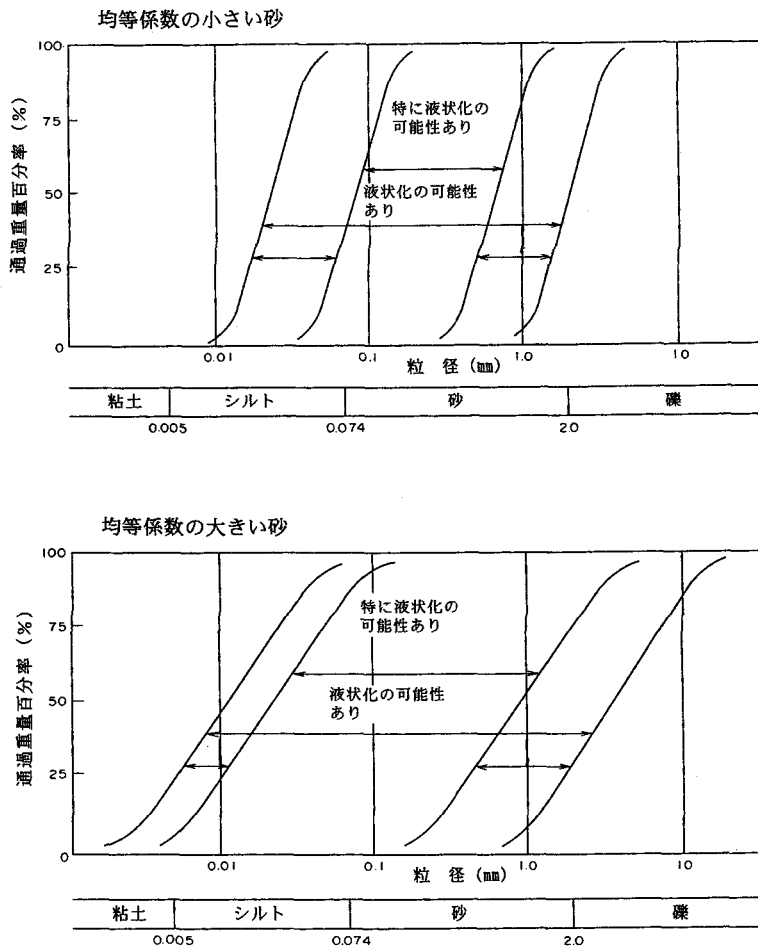 均等係数の小さい砂
100
75
50
25
0
通過重量百分率 (%)
特に液状化の
可能性あり
液状化の可能性
あり
0.01
0.1
1.0
10
粒 径 (㎜)
粘土
シルト
砂
礫
0.005
0.074
2.0
均等係数の大きい砂
100
75
50
25
0
通過重量百分率 (%)
特に液状化の
可能性あり
液状化の可能性
あり
0.01
0.1
1.0
10
粒 径 (㎜)
粘土
シルト
砂
礫
0.005
0.074
2.0